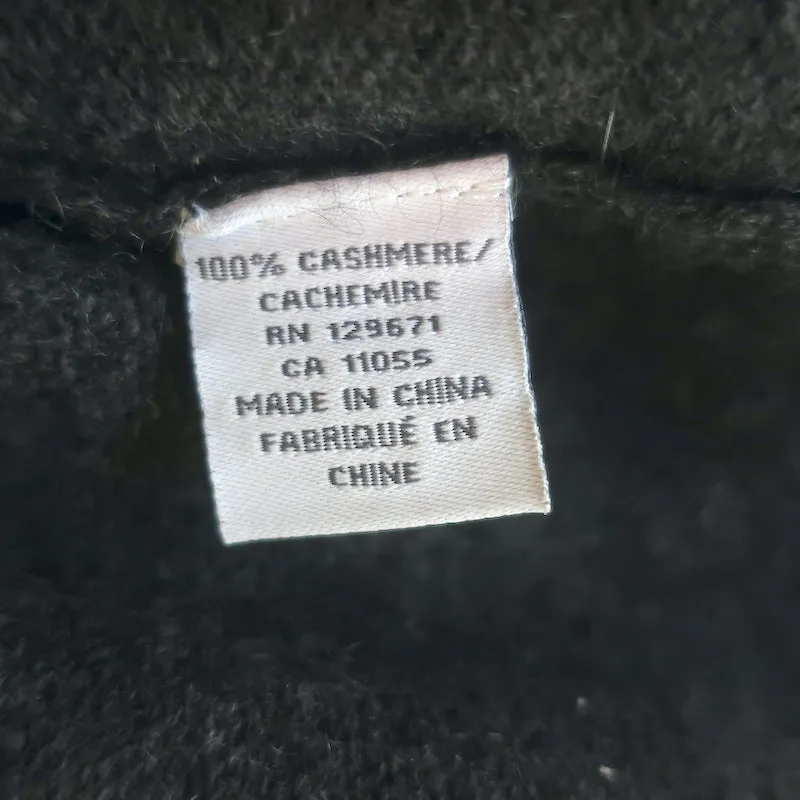 100% CASHMERE/
CACHEMIRE
RN 129671
CA 11055
MADE IN CHINA
FABRIQUÉ EN
CHINE